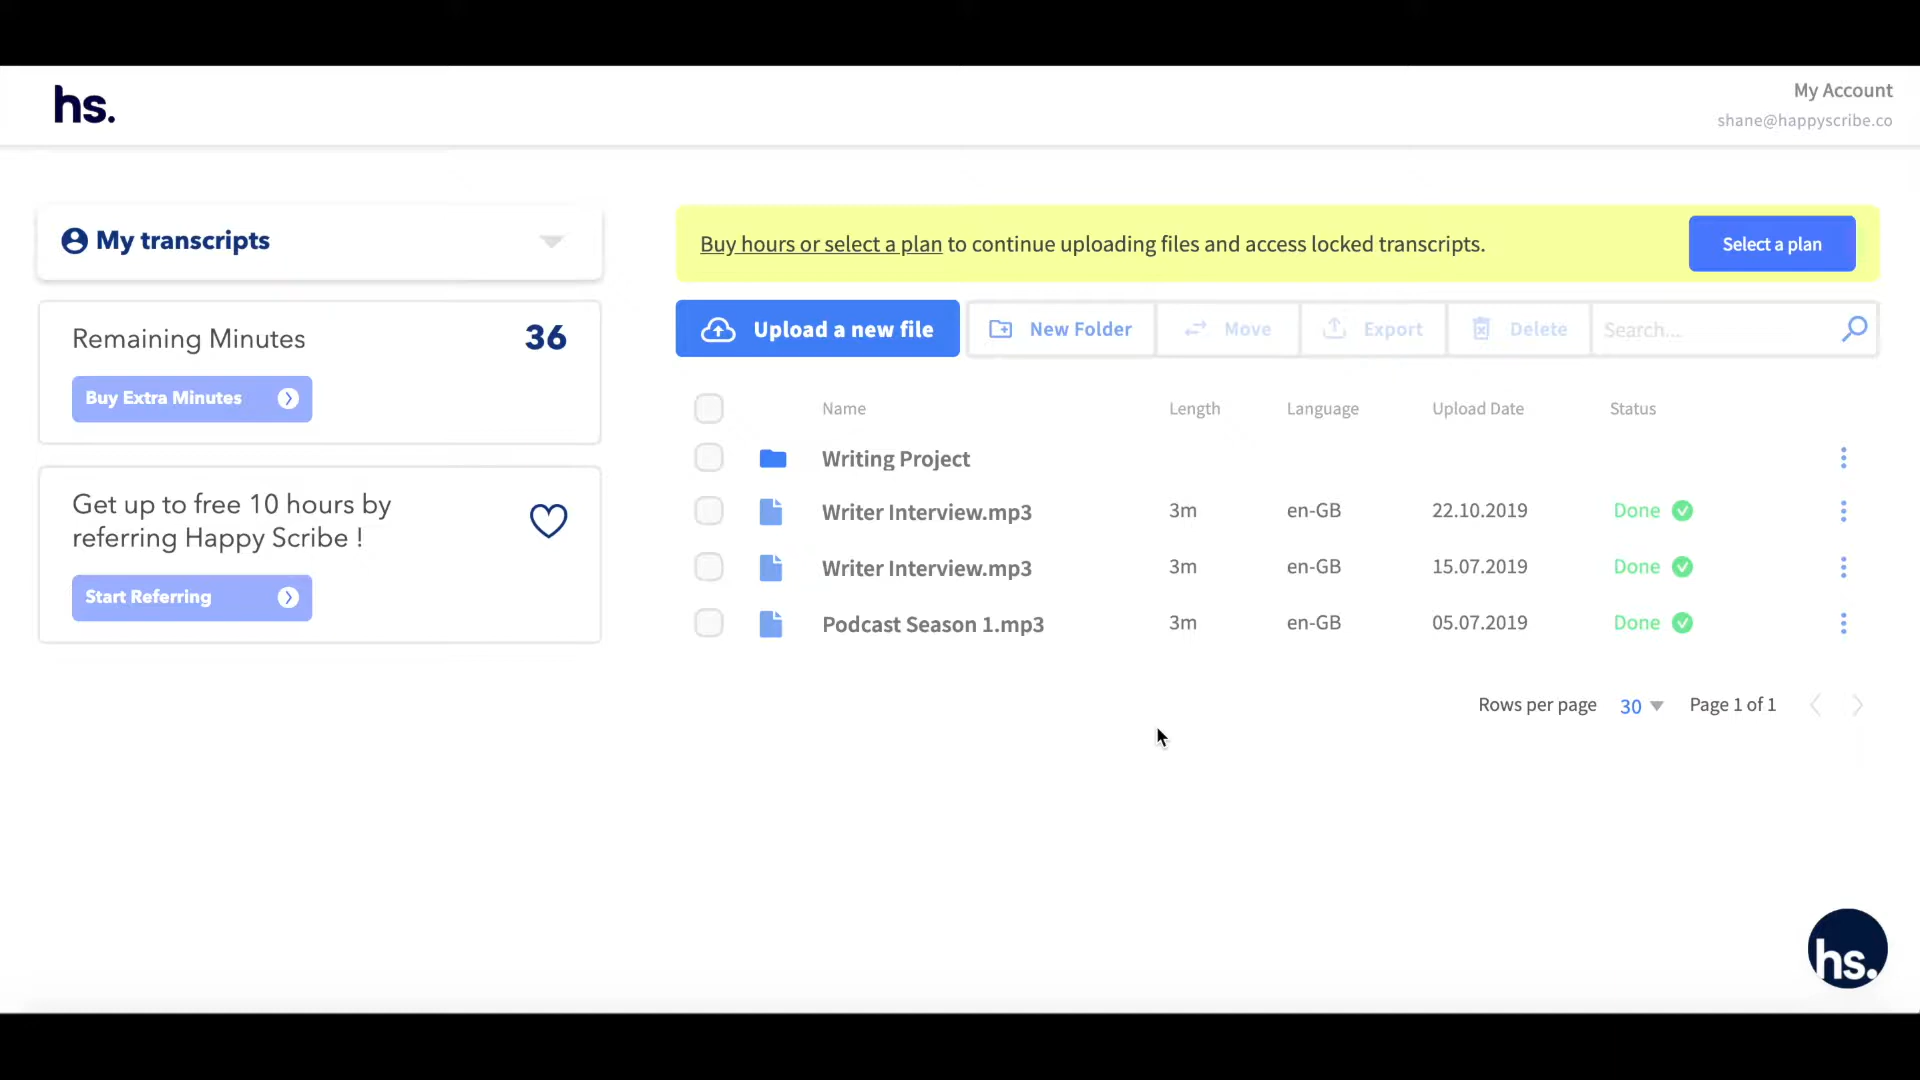 hs.
My Account
shane@happyscribe.co
My transcripts
Remaining Minutes 36
Buy Extra Minutes
Get up to free 10 hours by
referring Happy Scribe !
Start Referring
Buy hours or select a plan to continue uploading files and access locked transcripts.
Select a plan
Upload a new file New Folder Move Export Delete Search...
Name Length Language Upload Date Status
Writing Project
Writer Interview.mp3 3m en-GB 22.10.2019 Done
Writer Interview.mp3 3m en-GB 15.07.2019 Done
Podcast Season 1.mp3 3m en-GB 05.07.2019 Done
Rows per page 30 Page 1 of 1
hs.